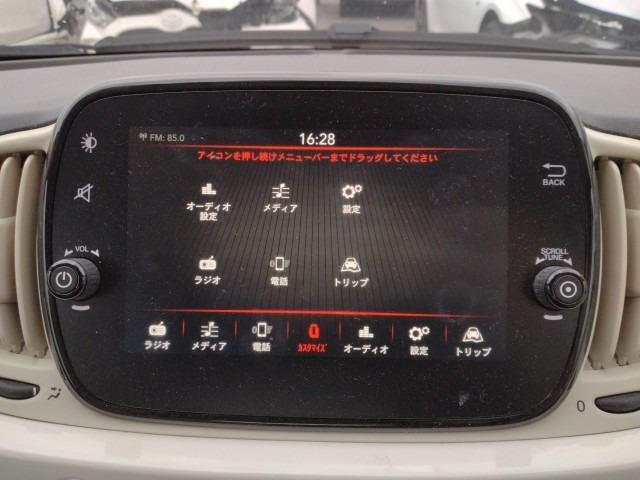 FM: 85.0
16:28
アイコンを押し続けメニューバーまでドラッグしてください
オーディオ
設定
メディア
設定
ラジオ
電話
トリップ
ラジオ
メディア
電話
ｶｽﾀﾏｲｽﾞ
オーディオ
設定
トリップ
VOL
BACK
SCROLL
TUNE
0